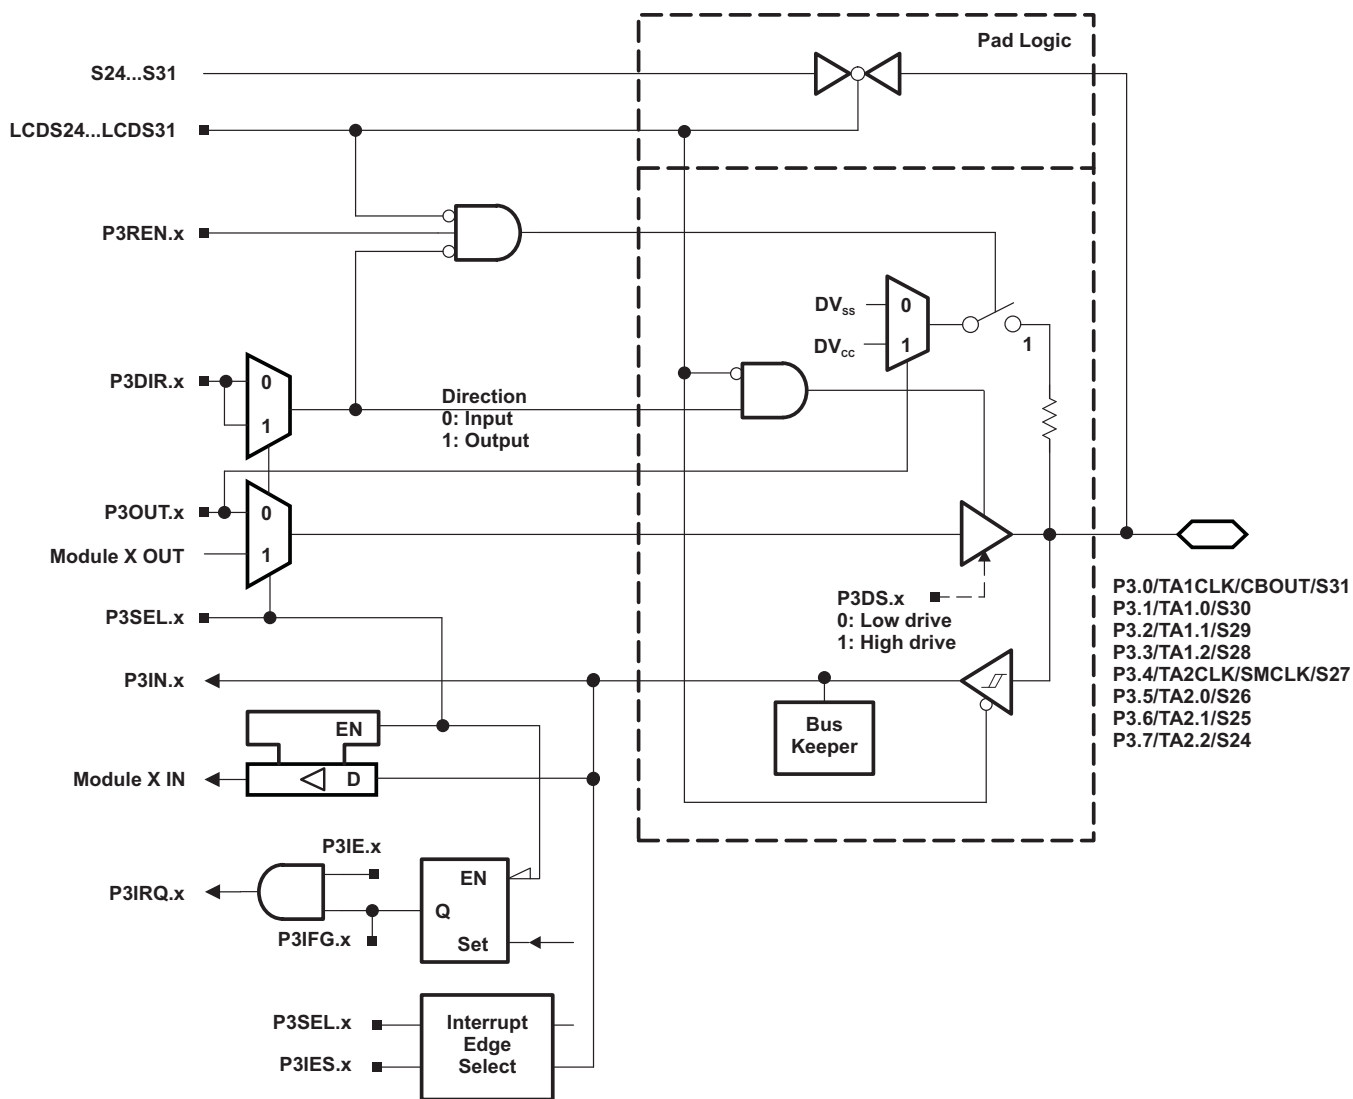 Pad Logic
S24...S31
LCDS24...LCDS31
P3REN.x
DVSS
0
DVCC
1
1
P3DIR.x
0
1
Direction
0: Input
1: Output
P3OUT.x
0
Module X OUT
1
P3SEL.x
P3DS.x
0: Low drive
1: High drive
P3.0/TA1CLK/CBOUT/S31
P3.1/TA1.0/S30
P3.2/TA1.1/S29
P3.3/TA1.2/S28
P3.4/TA2CLK/SMCLK/S27
P3.5/TA2.0/S26
P3.6/TA2.1/S25
P3.7/TA2.2/S24
P3IN.x
Bus
Keeper
EN
Module X IN
D
P3IE.x
EN
P3IRQ.x
Q
P3IFG.x
Set
P3SEL.x
P3IES.x
Interrupt
Edge
Select